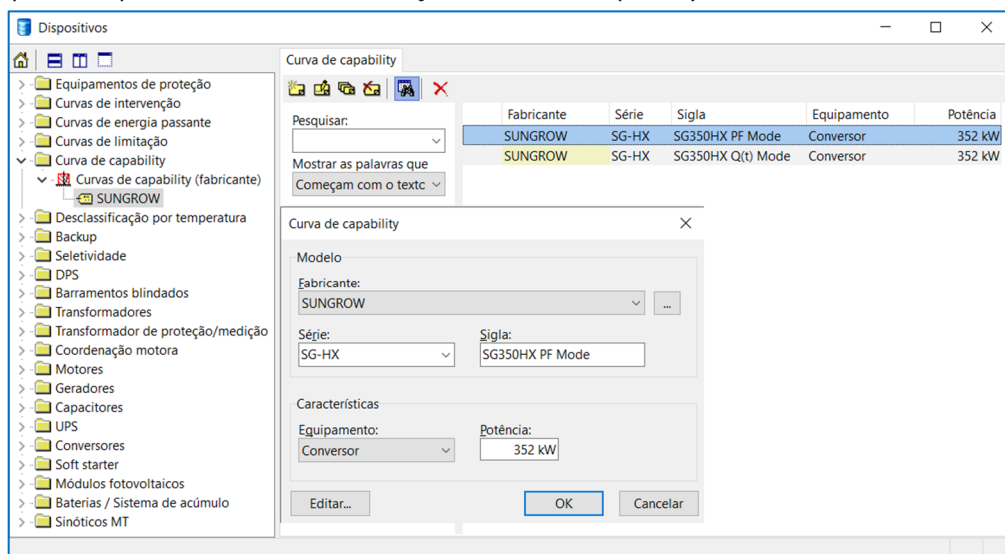 Dispositivos
Equipamentos de proteção
Curvas de intervenção
Curvas de energia passante
Curvas de limitação
Curva de capability
Curvas de capability (fabricante)
SUNGROW
Desclassificação por temperatura
Backup
Seletividade
DPS
Barramentos blindados
Transformadores
Transformador de proteção/medição
Coordenação motora
Motores
Geradores
Capacitores
UPS
Conversores
Soft starter
Módulos fotovoltaicos
Baterias / Sistema de acúmulo
Sinóticos MT
Curva de capability
Pesquisar:
Mostrar as palavras que
Começam com o texto
Fabricante Série Sigla Equipamento Potência
SUNGROW SG-HX SG350HX PF Mode Conversor 352 kW
SUNGROW SG-HX SG350HX Q(t) Mode Conversor 352 kW
Curva de capability
Modelo
Fabricante:
SUNGROW
...
Série: Sigla:
SG-HX SG350HX PF Mode
Características
Equipamento: Potência:
Conversor 352 kW
Editar... OK Cancelar